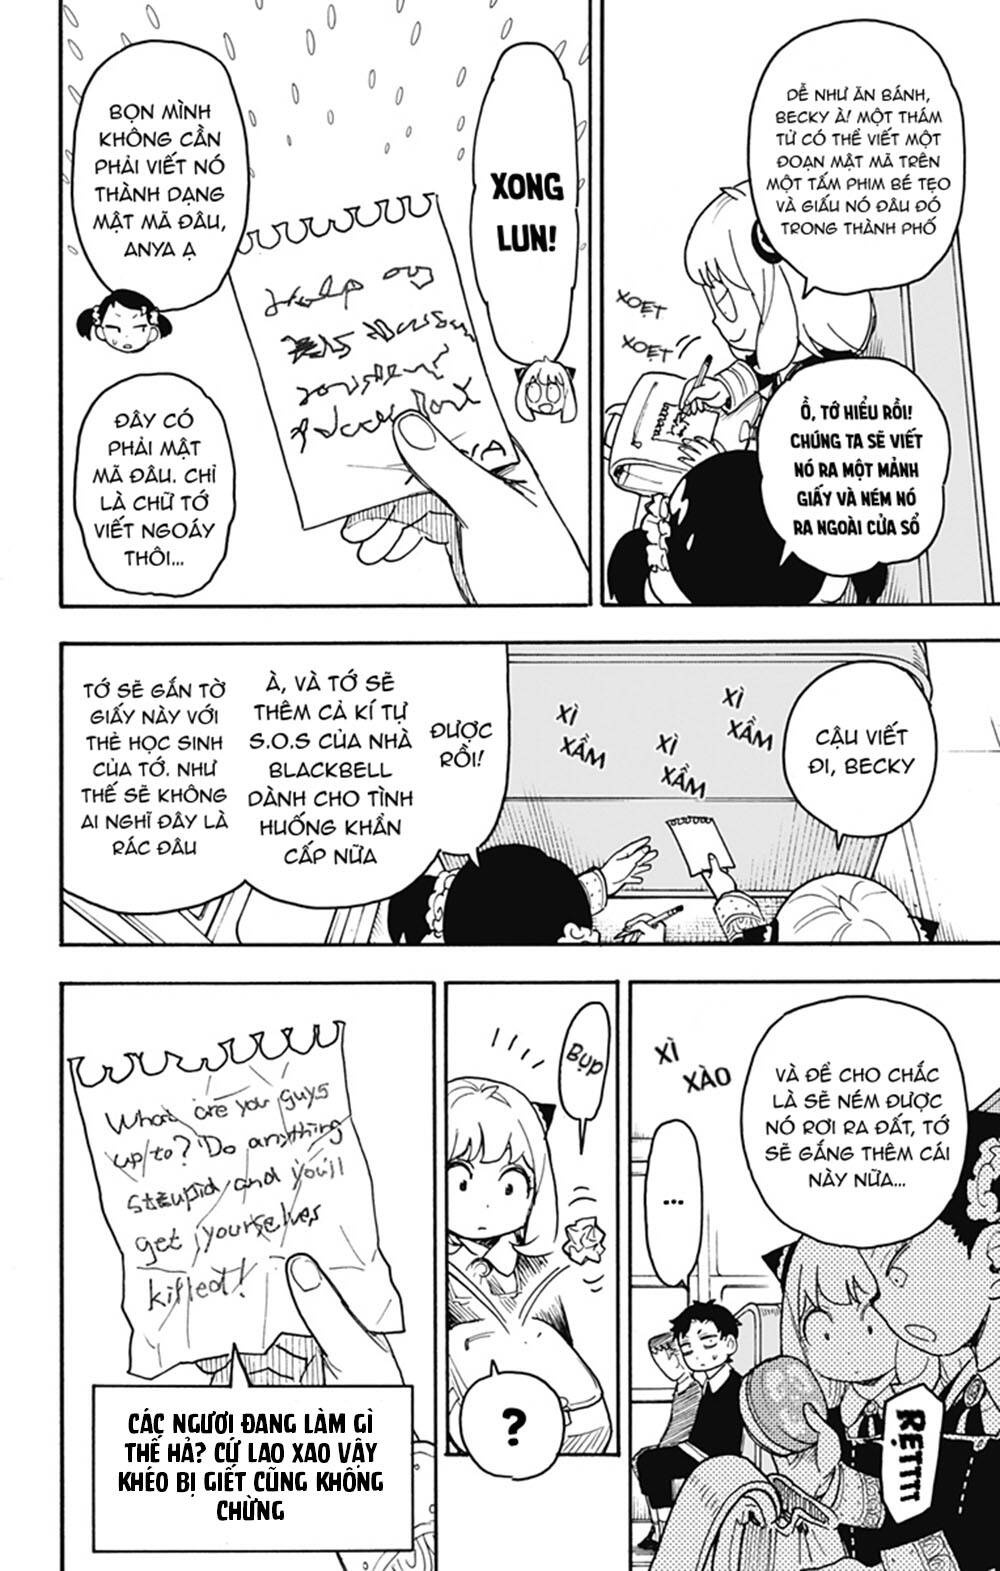 DỄ NHƯ ĂN BÁNH,
BECKY À! MỘT THÁM
TỬ CÓ THỂ VIẾT MỘT
ĐOẠN MẬT MÃ TRÊN
MỘT TẤM PHIM BÉ TẸO
VÀ GIẤU NÓ ĐÂU ĐÓ
TRONG THÀNH PHỐ
XOẸT
XOẸT
Ồ, TỚ HIỂU RỒI!
CHÚNG TA SẼ VIẾT
NÓ RA MỘT MẢNH
GIẤY VÀ NÉM NÓ
RA NGOÀI CỬA SỔ
XONG
LUN!
BỌN MÌNH
KHÔNG CẦN
PHẢI VIẾT NÓ
THÀNH DẠNG
MẬT MÃ ĐÂU,
ANYA Ạ
Help
ĐÂY CÓ
PHẢI MẬT
MÃ ĐÂU. CHỈ
LÀ CHỮ TỚ
VIẾT NGOÁY
THÔI...
CẬU VIẾT
ĐI, BECKY
XÌ
XẦM
XÌ
XẦM
XÌ
XẦM
ĐƯỢC
RỒI!
À, VÀ TỚ SẼ
THÊM CẢ KÍ TỰ
S.O.S CỦA NHÀ
BLACKBELL
DÀNH CHO TÌNH
HUỐNG KHẨN
CẤP NỮA
TỚ SẼ GẮN TỜ
GIẤY NÀY VỚI
THẺ HỌC SINH
CỦA TỚ. NHƯ
THẾ SẼ KHÔNG
AI NGHĨ ĐÂY LÀ
RÁC ĐÂU
VÀ ĐỂ CHO CHẮC
LÀ SẼ NÉM ĐƯỢC
NÓ RƠI RA ĐẤT, TỚ
SẼ GẮNG THÊM CÁI
NÀY NỮA...
XÌ
XÀO
...
RẸTTTTT
BỤP
?
What are you guys
up to? Do anything
stupid and you'll
get yourselves
killed!
CÁC NGƯƠI ĐANG LÀM GÌ
THẾ HẢ? CỨ LAO XAO VẬY
KHÉO BỊ GIẾT CŨNG KHÔNG
CHỪNG